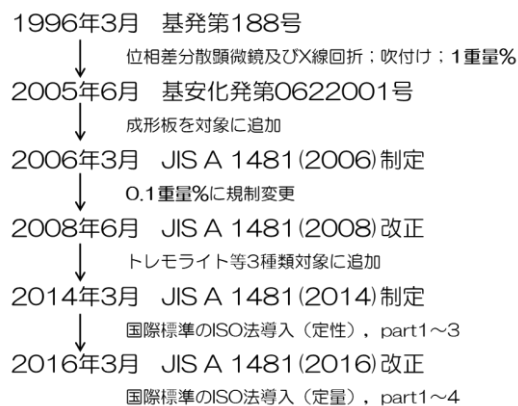 1996年3月　基発第188号
位相差分散顕微鏡及びX線回折；吹付け；1重量%
2005年6月　基安化発第0622001号
成形板を対象に追加
2006年3月　JIS A 1481(2006)制定
0.1重量%に規制変更
2008年6月　JIS A 1481(2008)改正
トレモライト等3種類対象に追加
2014年3月　JIS A 1481(2014)制定
国際標準のISO法導入（定性），part1～3
2016年3月　JIS A 1481(2016)改正
国際標準のISO法導入（定量），part1～4